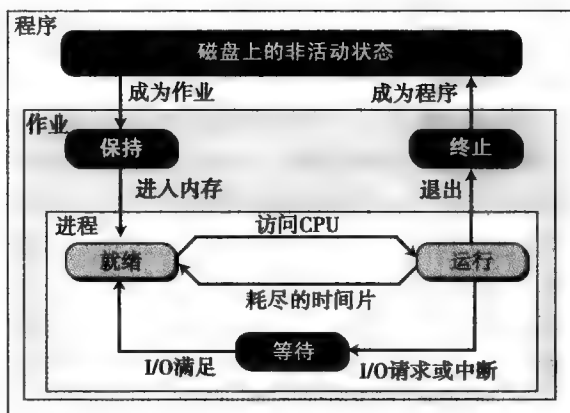 程序
磁盘上的非活动状态
成为作业
成为程序
作业
保持
终止
进入内存
退出
进程
访问CPU
就绪
运行
耗尽的时间片
等待
I/O满足
I/O请求或中断